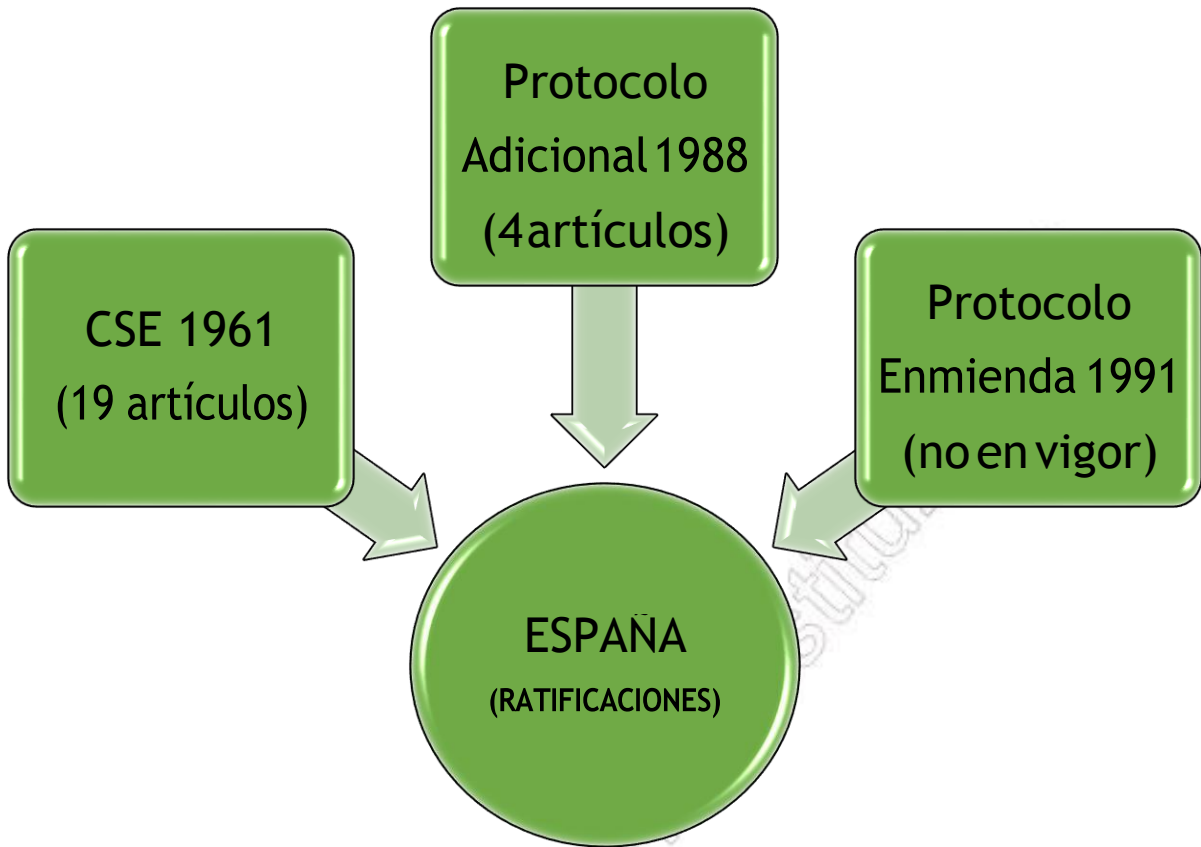 Protocolo
Adicional 1988
(4 artículos)
CSE 1961
(19 artículos)
Protocolo
Enmienda 1991
(no en vigor)
ESPAÑA
(RATIFICACIONES)